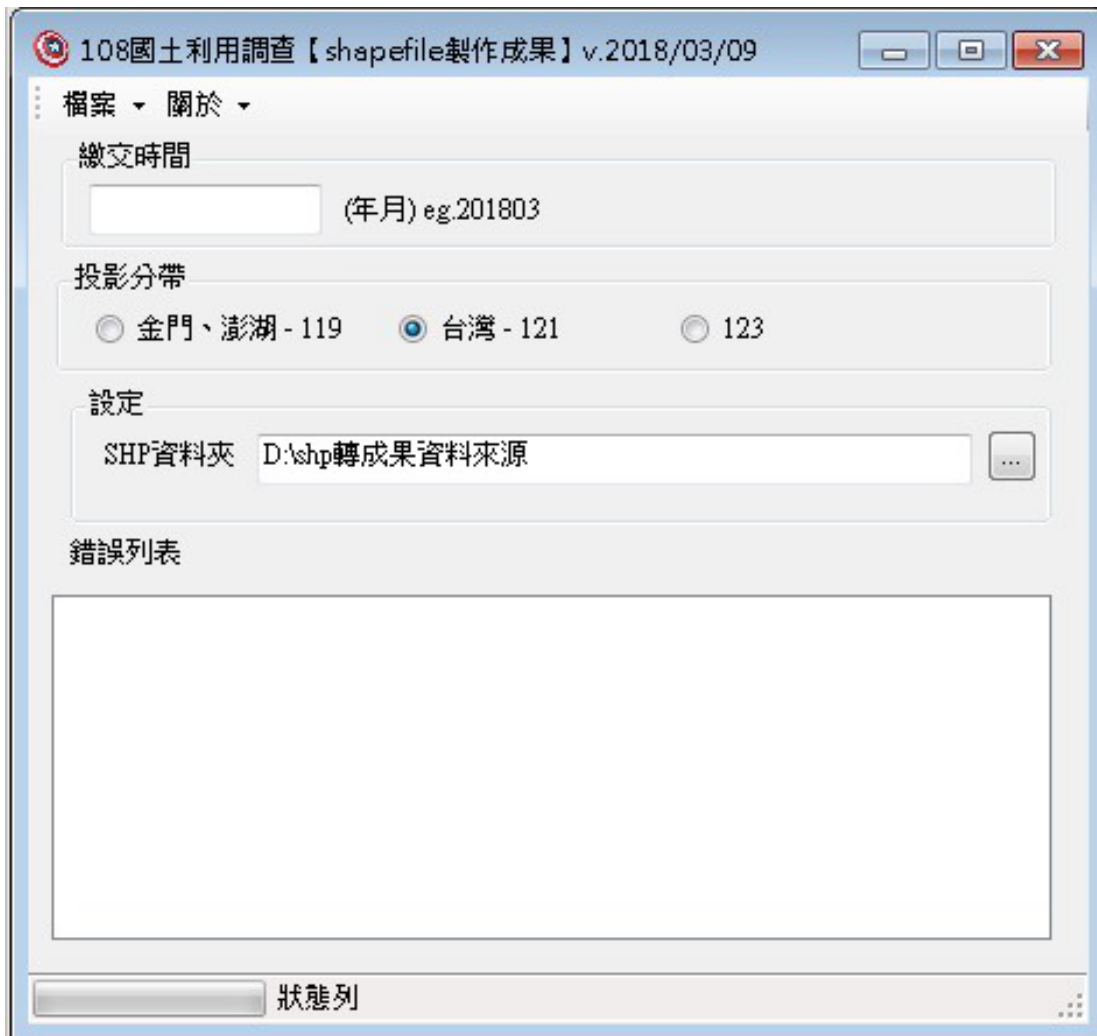 108國土利用調查【shapefile製作成果】v.2018/03/09
檔案 關於
繳交時間
(年月) eg.201803
投影分帶
金門、澎湖 - 119 台灣 - 121 123
設定
SHP資料夾 D:\shp轉成果資料來源 ...
錯誤列表
狀態列